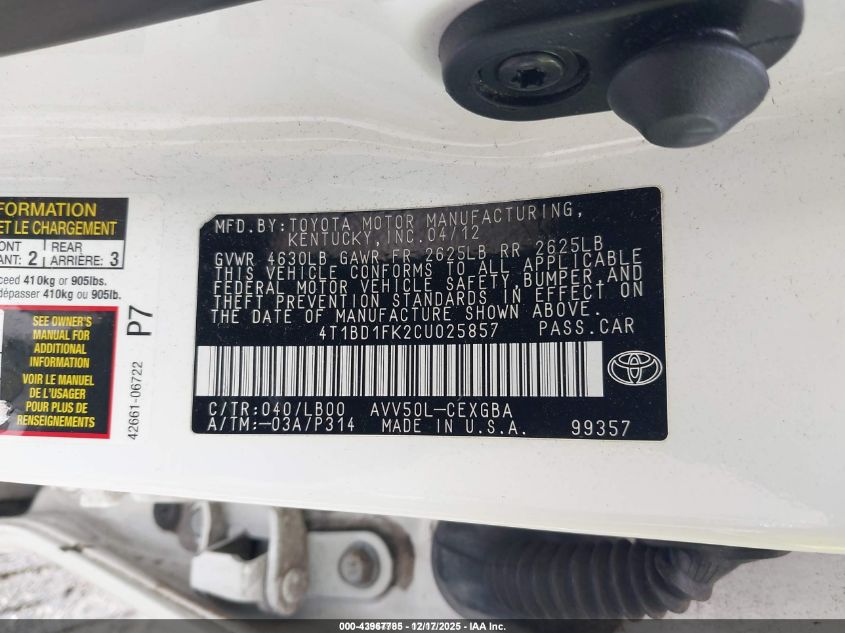 FORMATION
ET LE CHARGEMENT
REAR
ANT: 2 ARRIÈRE: 3
ceed 410kg or 905lbs.
dépasser 410kg ou 905lb.
SEE OWNER'S
MANUAL FOR
ADDITIONAL
INFORMATION
VOIR LE MANUEL
DE L'USAGER
POUR PLUS DE
RENSEIGNEMENTS
P7
42661-06722
MFD.BY:TOYOTA MOTOR MANUFACTURING,
KENTUCKY,INC.04/12
GVWR 4630LB GAWR FR 2625LB RR 2625LB
THIS VEHICLE CONFORMS TO ALL APPLICABLE
FEDERAL MOTOR VEHICLE SAFETY,BUMPER,AND
THEFT PREVENTION STANDARDS IN EFFECT ON
THE DATE OF MANUFACTURE SHOWN ABOVE.
4T1BD1FK2CU025857 PASS.CAR
C/TR:040/LB00 AVV50L-CEXGBA
A/TM:-03A/P314 MADE IN U.S.A. 99357
000-43967785 - 12/17/2025 - IAA Inc.